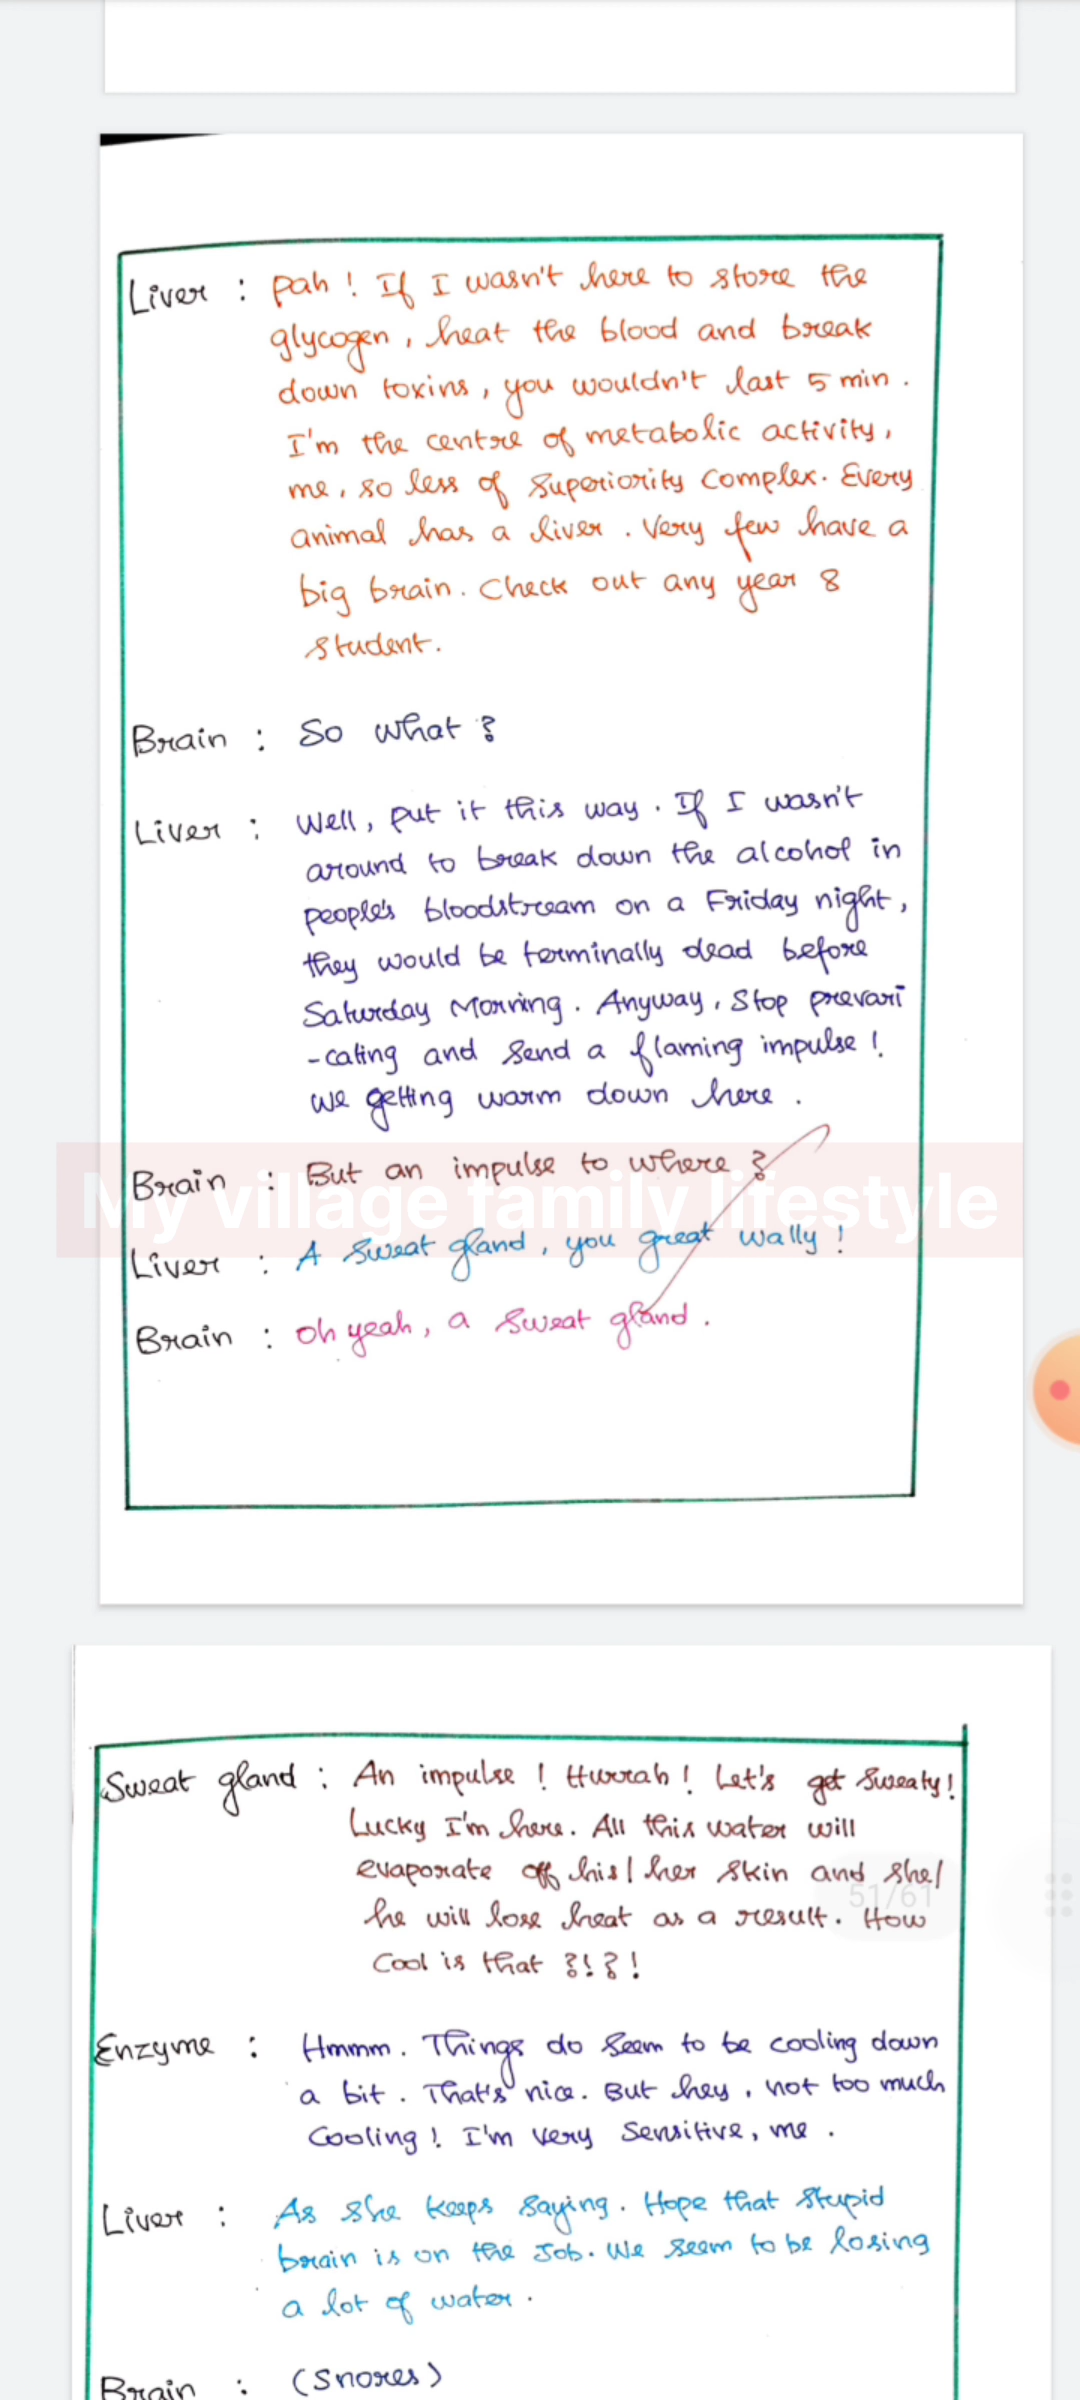 Liver : Pah ! If I wasn't here to store the
glycogen, heat the blood and break
down toxins, you wouldn't last 5 min .
I'm the centre of metabolic activity,
me, so less of Superiority Complex. Every
animal has a liver . Very few have a
big brain. Check out any year 8
student.
Brain : So what ?
Liver : Well, put it this way . If I wasn't
around to break down the alcohol in
people's bloodstream on a Friday night,
they would be terminally dead before
Saturday Morning . Anyway, Stop prevari
-cating and send a flaming impulse !
We getting warm down here .
Brain : But an impulse to where ?
My village family lifestyle
Liver : A sweat gland, you great wally !
Brain : Oh yeah, a sweat gland .
Sweat gland : An impulse ! Hurrah ! Let's get sweaty!
Lucky I'm here. All this water will
evaporate off his/ her skin and she/
51/61
he will lose heat as a result. How
Cool is that ?!?!
Enzyme : Hmmm. Things do seem to be cooling down
a bit . That's nice. But hey, not too much
Cooling ! I'm very Sensitive, me .
Liver : As she keeps saying. Hope that stupid
brain is on the Job. We seem to be losing
a lot of water .
Brain : (Snores)